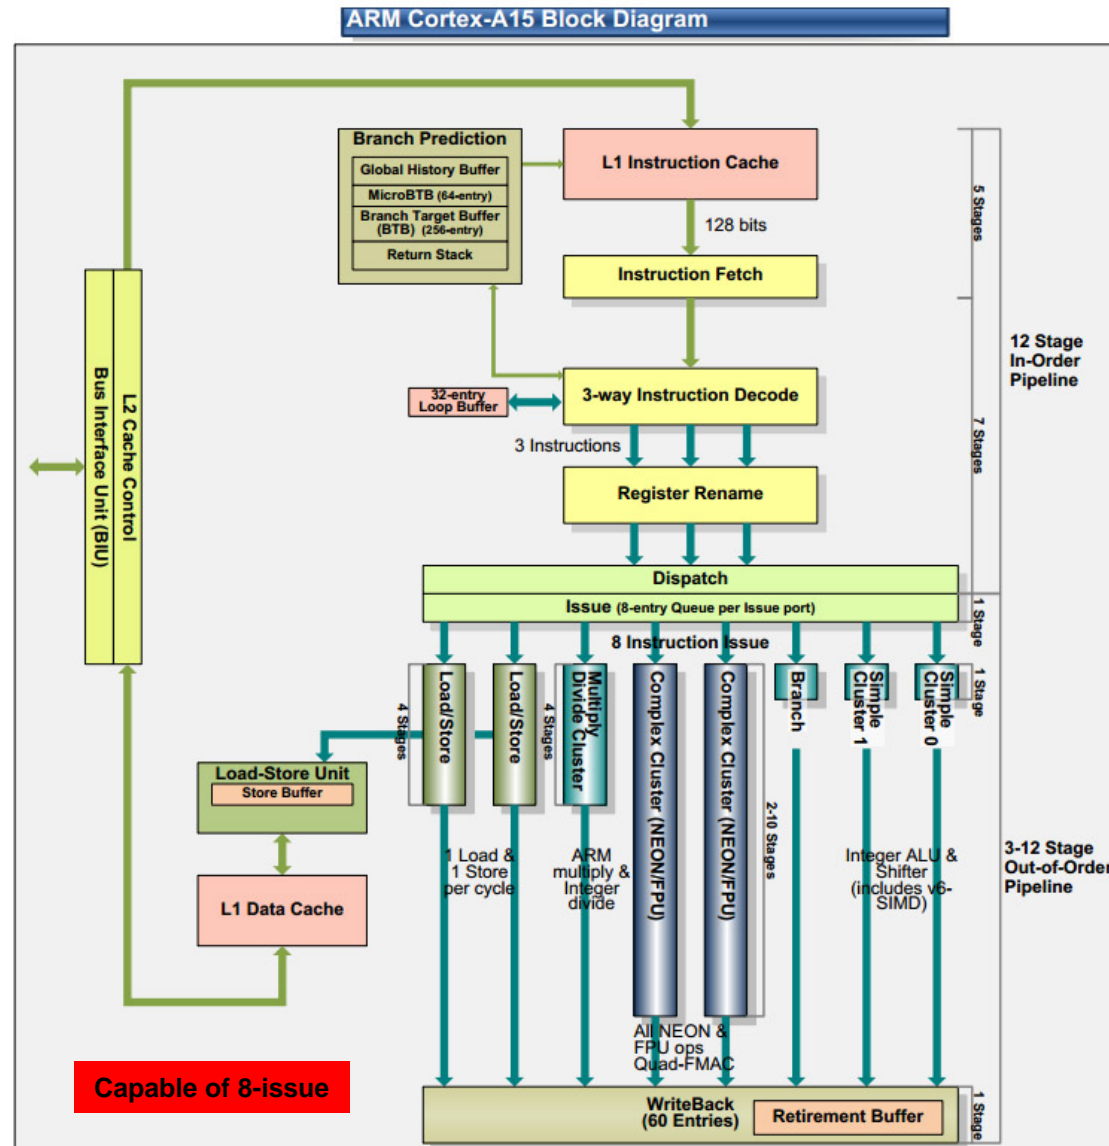 ARM Cortex-A15 Block Diagram
Branch Prediction
Global History Buffer
MicroBTB (64-entry)
Branch Target Buffer
(BTB) (256-entry)
Return Stack
L1 Instruction Cache
128 bits
Instruction Fetch
5 Stages
12 Stage
In-Order
Pipeline
32-entry
Loop Buffer
3-way Instruction Decode
3 Instructions
Register Rename
7 Stages
L2 Cache Control
Bus Interface Unit (BIU)
Dispatch
Issue (8-entry Queue per Issue port)
1
Stage
8 Instruction Issue
4 Stages
Load/Store
Load/Store
4 Stages
Multiply
Divide Cluster
Complex Cluster (NEON/FPU)
Complex Cluster (NEON/FPU)
2-10 Stages
Branch
Simple
Cluster 1
Simple
Cluster 0
1
Stage
Load-Store Unit
Store Buffer
L1 Data Cache
1 Load &
1 Store
per cycle
ARM
multiply &
Integer
divide
Integer ALU &
Shifter
(includes v6-
SIMD)
3-12 Stage
Out-of-Order
Pipeline
All NEON &
FPU ops
Quad-FMAC
Capable of 8-issue
WriteBack
(60 Entries)
Retirement Buffer
1
Stage